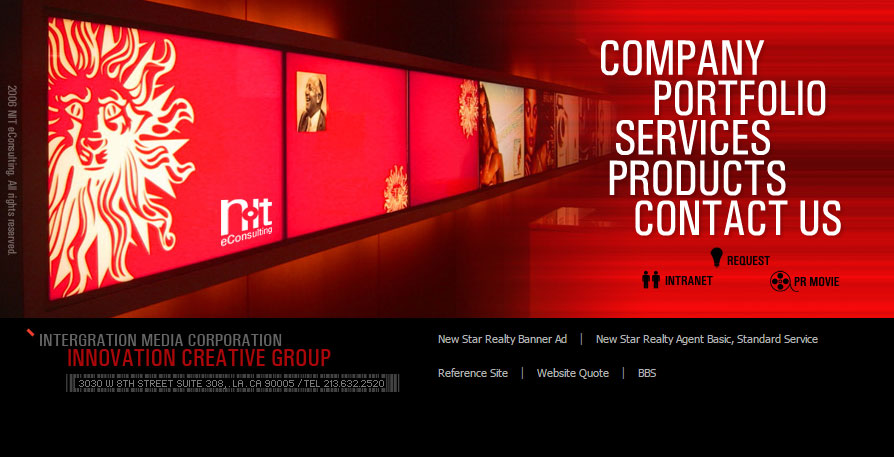 2006 NIT eConsulting. All rights reserved.
nit
eConsulting
COMPANY
PORTFOLIO
SERVICES
PRODUCTS
CONTACT US
REQUEST
INTRANET
PR MOVIE
INTERGRATION MEDIA CORPORATION
INNOVATION CREATIVE GROUP
3030 W 8TH STREET SUITE 308, . LA. CA 90005 / TEL 213.632.2520
New Star Realty Banner Ad | New Star Realty Agent Basic, Standard Service
Reference Site | Website Quote | BBS